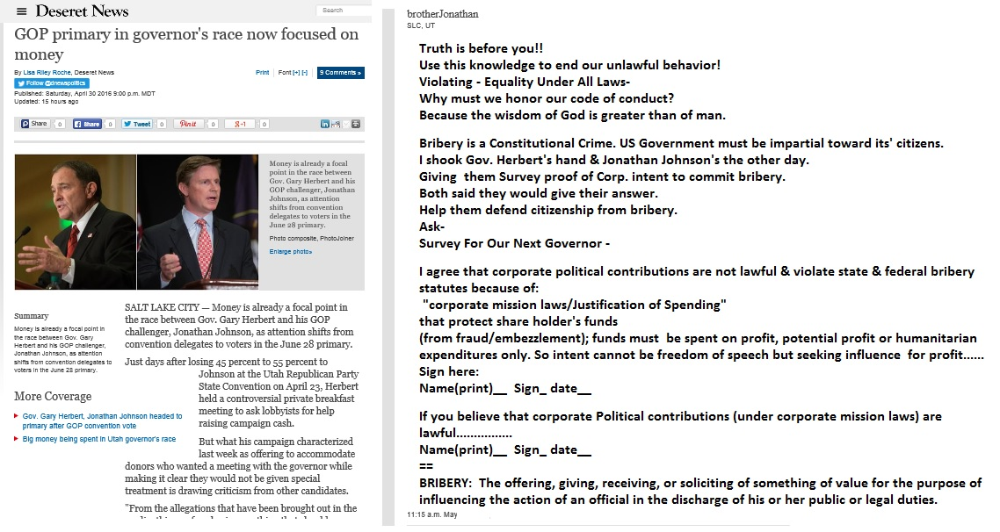 Deseret News
Search
GOP primary in governor's race now focused on
money
By Lisa Riley Roche, Deseret News
Print Font [+] [-] 9 Comments »
Follow @dnewspolitics
Published: Saturday, April 30 2016 9:00 p.m. MDT
Updated: 15 hours ago
Share 0 Share 0 Tweet 0 Pin it 0 g+1 0 in
Money is already a focal
point in the race between
Gov. Gary Herbert and his
GOP challenger, Jonathan
Johnson, as attention
shifts from convention
delegates to voters in the
June 28 primary.
Photo composite, PhotoJoiner
Enlarge photo»
Summary
Money is already a focal point
in the race between Gov. Gary
Herbert and his GOP
challenger, Jonathan Johnson,
as attention shifts from
convention delegates to voters
in the June 28 primary.
More Coverage
Gov. Gary Herbert, Jonathan Johnson headed to
primary after GOP convention vote
Big money being spent in Utah governor's race
SALT LAKE CITY — Money is already a focal point in
the race between Gov. Gary Herbert and his GOP
challenger, Jonathan Johnson, as attention shifts from
convention delegates to voters in the June 28 primary.
Just days after losing 45 percent to 55 percent to
Johnson at the Utah Republican Party
State Convention on April 23, Herbert
held a controversial private breakfast
meeting to ask lobbyists for help
raising campaign cash.
But what his campaign characterized
last week as offering to accommodate
donors who wanted a meeting with the governor while
making it clear they would not be given special
treatment is drawing criticism from other candidates.
"From the allegations that have been brought out in the
brotherJonathan
SLC, UT
Truth is before you!!
Use this knowledge to end our unlawful behavior!
Violating - Equality Under All Laws-
Why must we honor our code of conduct?
Because the wisdom of God is greater than of man.
Bribery is a Constitutional Crime. US Government must be impartial toward its' citizens.
I shook Gov. Herbert's hand & Jonathan Johnson's the other day.
Giving them Survey proof of Corp. intent to commit bribery.
Both said they would give their answer.
Help them defend citizenship from bribery.
Ask-
Survey For Our Next Governor -
I agree that corporate political contributions are not lawful & violate state & federal bribery
statutes because of:
"corporate mission laws/Justification of Spending"
that protect share holder's funds
(from fraud/embezzlement); funds must be spent on profit, potential profit or humanitarian
expenditures only. So intent cannot be freedom of speech but seeking influence for profit......
Sign here:
Name(print)__ Sign_ date__
If you believe that corporate Political contributions (under corporate mission laws) are
lawful................
Name(print)__ Sign_ date__
==
BRIBERY: The offering, giving, receiving, or soliciting of something of value for the purpose of
influencing the action of an official in the discharge of his or her public or legal duties.
11:15 a.m. May